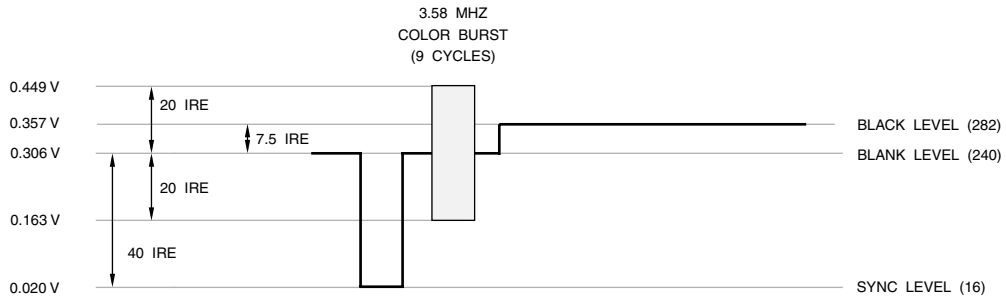 3.58 MHZ
COLOR BURST
(9 CYCLES)
0.449 V
20 IRE
0.357 V
7.5 IRE
BLACK LEVEL (282)
0.306 V
BLANK LEVEL (240)
20 IRE
0.163 V
40 IRE
0.020 V
SYNC LEVEL (16)